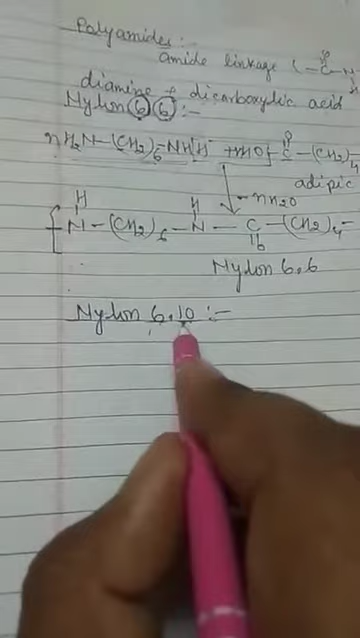 Polyamides:-
amide linkage (-C-N
O
H
diamine + dicarboxylic acid
Nylon 6 6 :-
nH2N-(CH2)6-NH H + nHO C-(CH2)4
O
adipic
-nH2O
H H
N-(CH2)6-N-C-(CH2)4-
O
Nylon 6.6
Nylon 6.10 :-